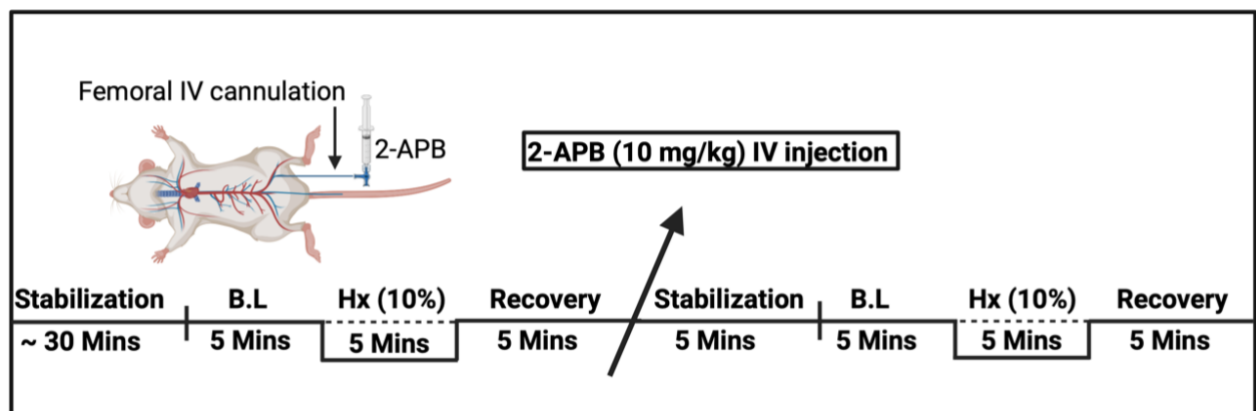 Femoral IV cannulation
2-APB
2-APB (10 mg/kg) IV injection
Stabilization B.L Hx (10%) Recovery Stabilization B.L Hx (10%) Recovery
~ 30 Mins 5 Mins 5 Mins 5 Mins 5 Mins 5 Mins 5 Mins 5 Mins